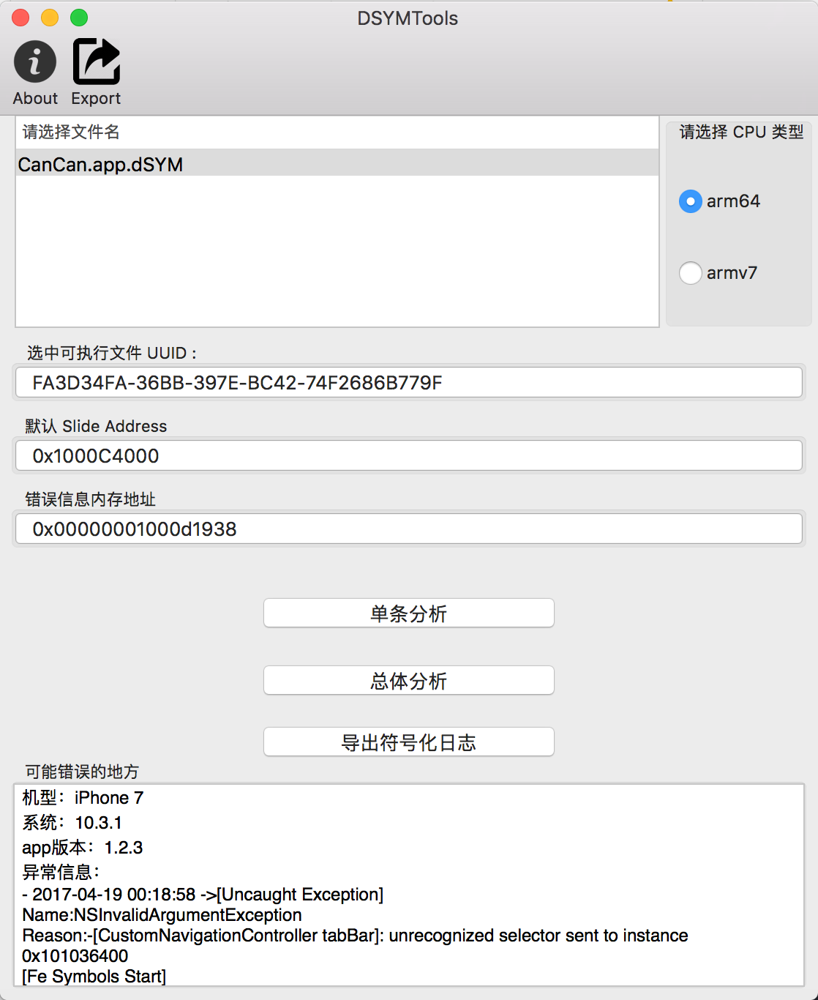 DSYMTools
About
Export
请选择文件名
CanCan.app.dSYM
请选择 CPU 类型
arm64
armv7
选中可执行文件 UUID :
FA3D34FA-36BB-397E-BC42-74F2686B779F
默认 Slide Address
0x1000C4000
错误信息内存地址
0x00000001000d1938
单条分析
总体分析
导出符号化日志
可能错误的地方
机型：iPhone 7
系统：10.3.1
app版本：1.2.3
异常信息：
- 2017-04-19 00:18:58 ->[Uncaught Exception]
Name:NSInvalidArgumentException
Reason:-[CustomNavigationController tabBar]: unrecognized selector sent to instance
0x101036400
[Fe Symbols Start]